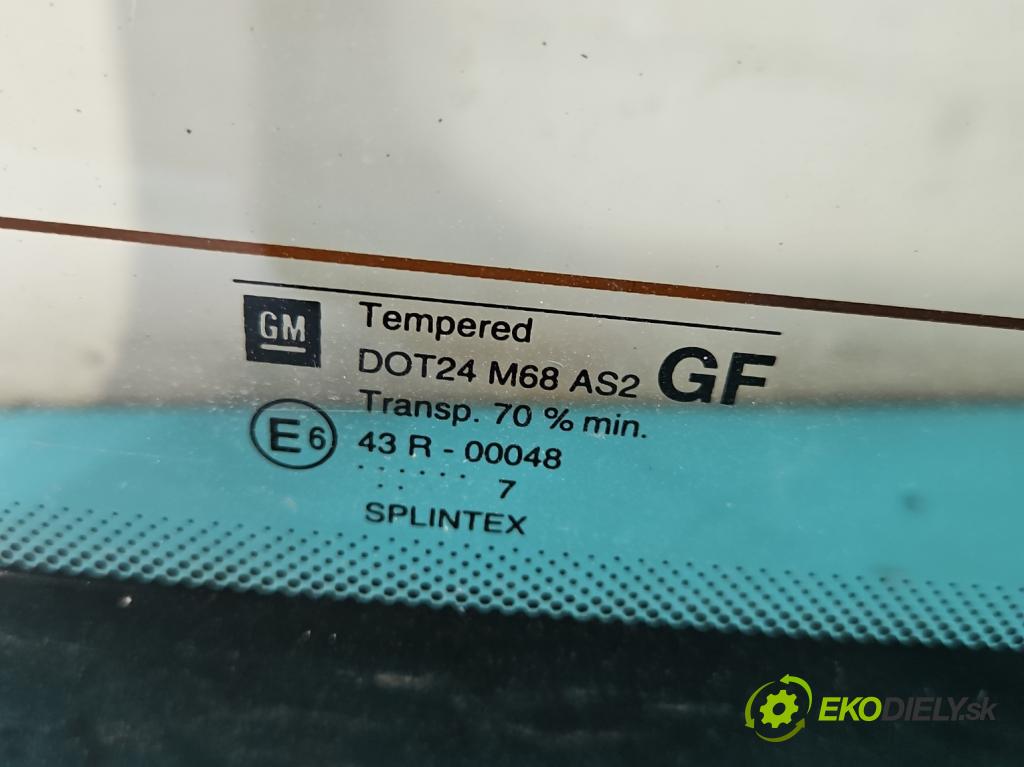 GM
Tempered
DOT24 M68 AS2 GF
Transp. 70 % min.
E6 43 R - 00048
. . . . . . .
. . 7
SPLINTEX
EKODIELY.sk